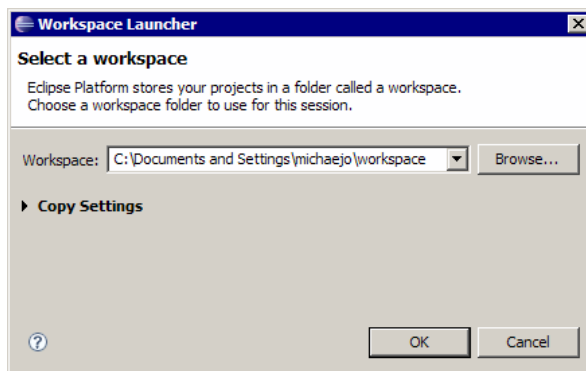 Workspace Launcher
Select a workspace
Eclipse Platform stores your projects in a folder called a workspace.
Choose a workspace folder to use for this session.
Workspace: C:\Documents and Settings\michaejo\workspace Browse...
Copy Settings
? OK Cancel